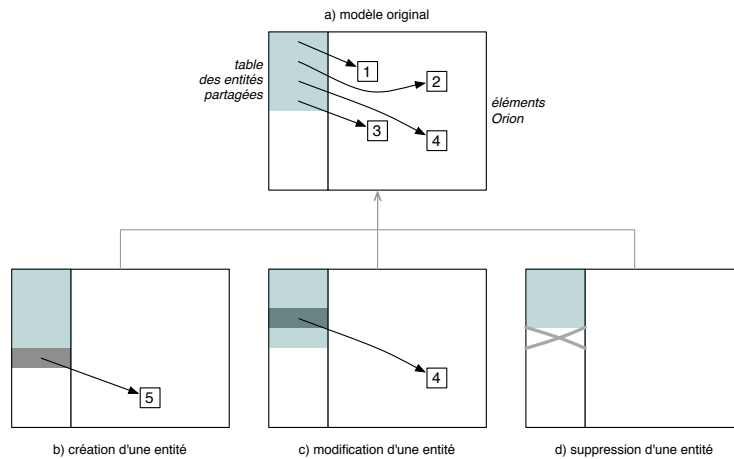 a) modèle original
table
des entités
partagées
1
2
3
4
éléments
Orion
5
4
b) création d'une entité
c) modification d'une entité
d) suppression d'une entité